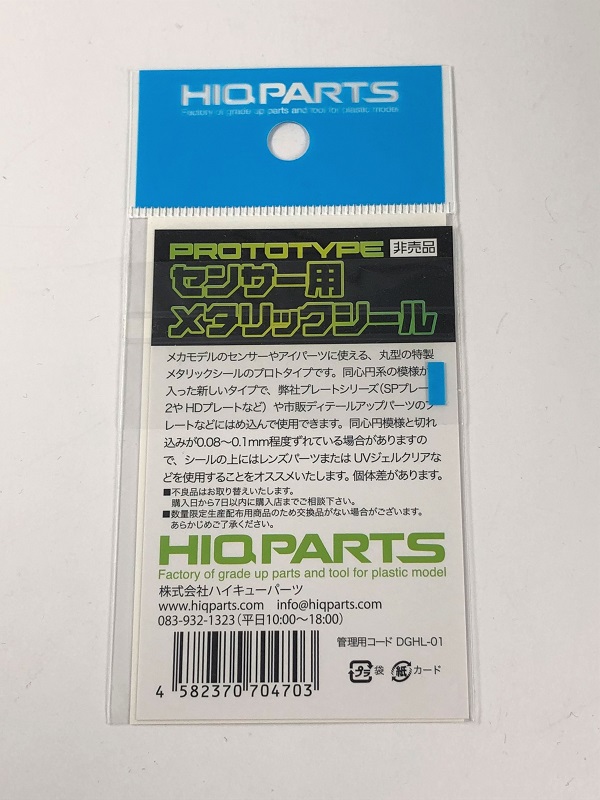 HIQPARTS
Factory of grade up parts and tool for plastic model
PROTOTYPE 非売品
センサー用
メタリックシール
メカモデルのセンサーやアイパーツに使える、丸型の特製
メタリックシールのプロトタイプです。同心円系の模様が
入った新しいタイプで、弊社プレートシリーズ(SPプレー
2や HDプレートなど)や市販ディテールアップパーツのプ
レートなどにはめ込んで使用できます。同心円模様と切れ
込みが0.08〜0.1mm程度ずれている場合がありますの
で、シールの上にはレンズパーツまたは UVジェルクリアな
どを使用することをオススメいたします。個体差があります。
■不良品はお取り替えいたします。
購入日から7日以内に購入店までご相談下さい。
■数量限定生産配布用商品のため交換品がない場合がございます。
あらかじめご了承ください。
HIQPARTS
Factory of grade up parts and tool for plastic model
株式会社ハイキューパーツ
www.hiqparts.com info@hiqparts.com
083-932-1323(平日10:00〜18:00)
管理用コード DGHL-01
プラ 袋 紙 カード
4 582370 704703